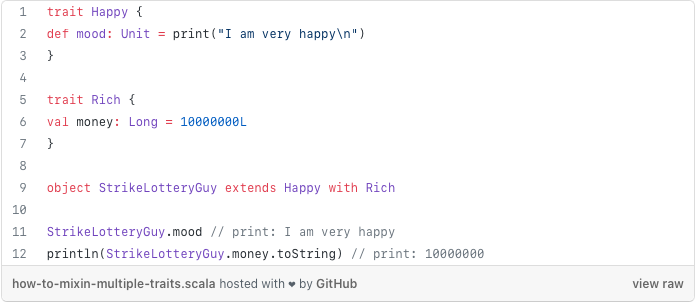 1 trait Happy {
2 def mood: Unit = print("I am very happy\n")
3 }
4
5 trait Rich {
6 val money: Long = 10000000L
7 }
8
9 object StrikeLotteryGuy extends Happy with Rich
10
11 StrikeLotteryGuy.mood // print: I am very happy
12 println(StrikeLotteryGuy.money.toString) // print: 10000000
how-to-mixin-multiple-traits.scala hosted with ❤ by GitHub view raw